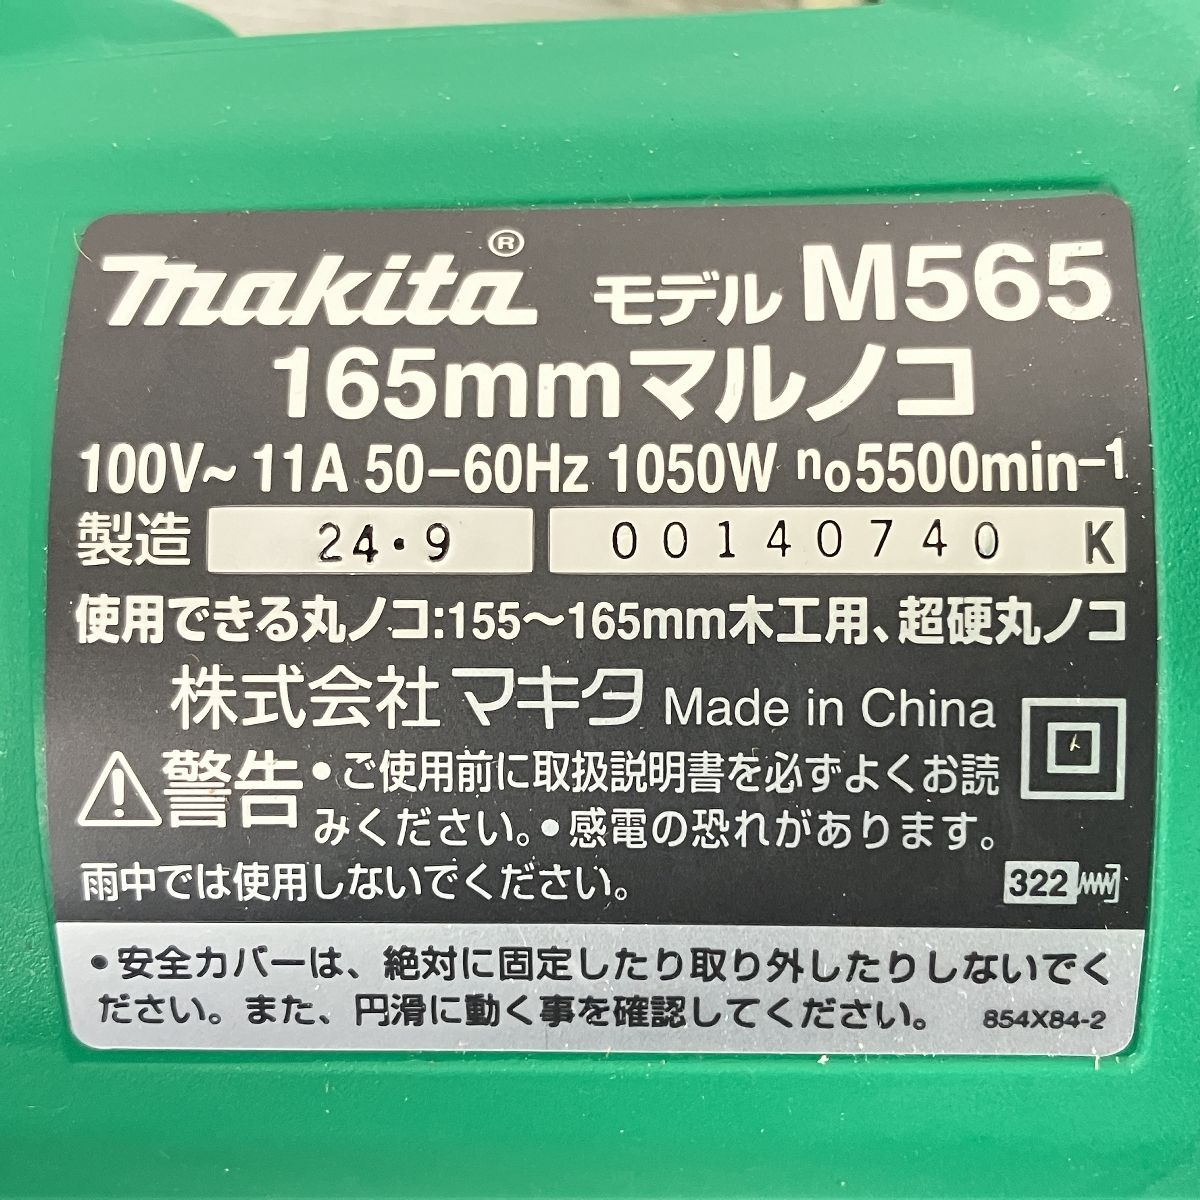 makita® モデル M565
165mmマルノコ
100V~ 11A 50-60Hz 1050W n₀5500min⁻¹
製造 24・9 00140740 K
使用できる丸ノコ:155~165mm木工用、超硬丸ノコ
株式会社 マキタ Made in China
警告 •ご使用前に取扱説明書を必ずよくお読
みください。•感電の恐れがあります。
雨中では使用しないでください。 322
•安全カバーは、絶対に固定したり取り外したりしないでく
ださい。また、円滑に動く事を確認してください。 854X84-2